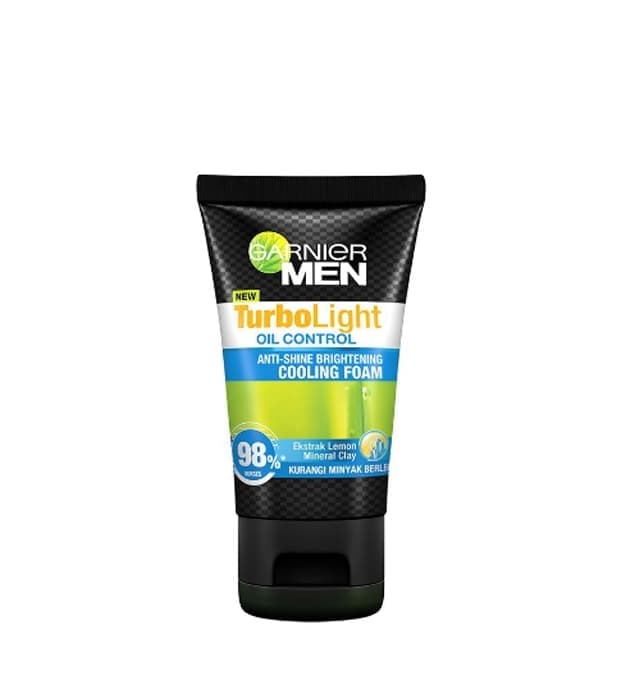 GARNIER
MEN
NEW
TurboLight
OIL CONTROL
ANTI-SHINE BRIGHTENING
COOLING FOAM
98%*
Ekstrak Lemon
Mineral Clay
KURANGI MINYAK